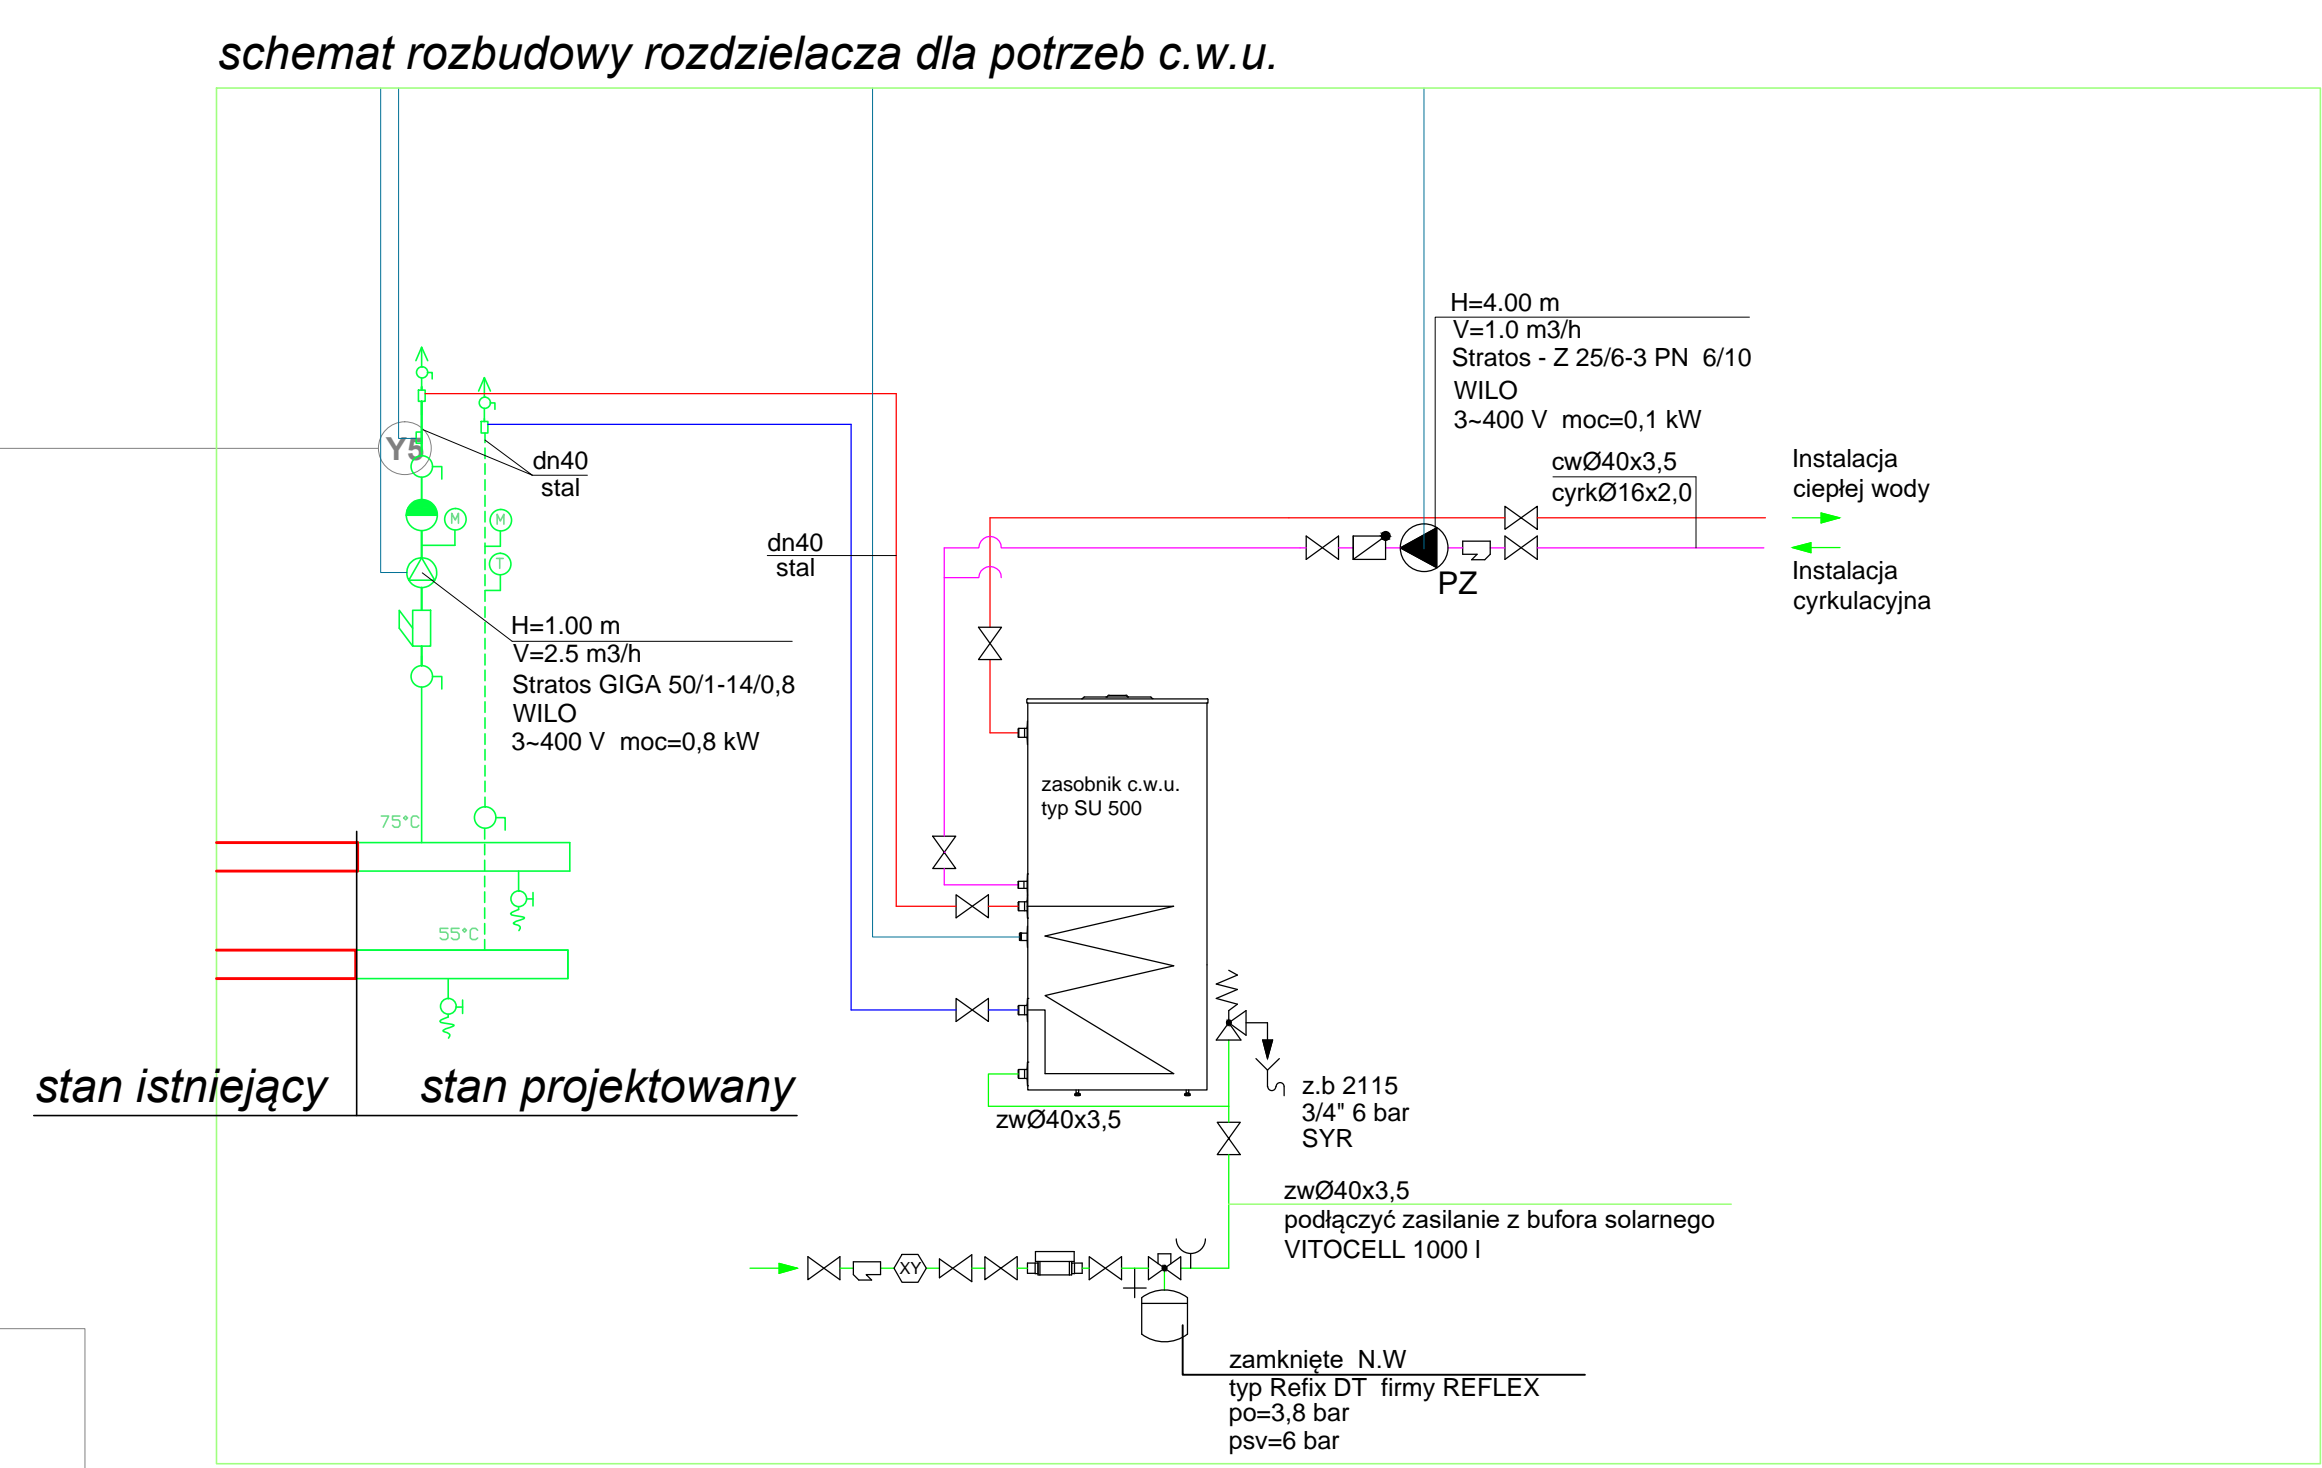 schemat rozbudowy rozdzielacza dla potrzeb c.w.u.
H=4.00 m
V=1.0 m3/h
Stratos - Z 25/6-3 PN  6/10
WILO
3~400 V  moc=0,1 kW
Y5
dn40
stal
cwØ40x3,5
cyrkØ16x2,0
Instalacja
ciepłej wody
M
M
T
dn40
stal
PZ
Instalacja
cyrkulacyjna
H=1.00 m
V=2.5 m3/h
Stratos GIGA 50/1-14/0,8
WILO
3~400 V  moc=0,8 kW
zasobnik c.w.u.
typ SU 500
75°C
55°C
stan istniejący
stan projektowany
z.b 2115
3/4" 6 bar
SYR
zwØ40x3,5
zwØ40x3,5
podłączyć zasilanie z bufora solarnego
VITOCELL 1000 l
XY
zamknięte  N.W
typ Refix DT  firmy REFLEX
po=3,8 bar
psv=6 bar